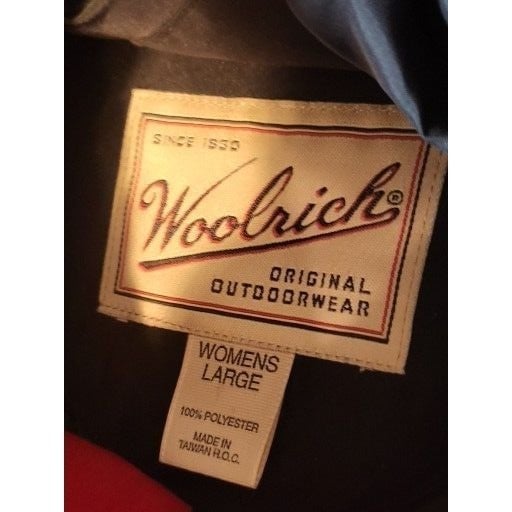 SINCE 1830
Woolrich®
ORIGINAL
OUTDOORWEAR
WOMENS
LARGE
100% POLYESTER
MADE IN
TAIWAN R.O.C.